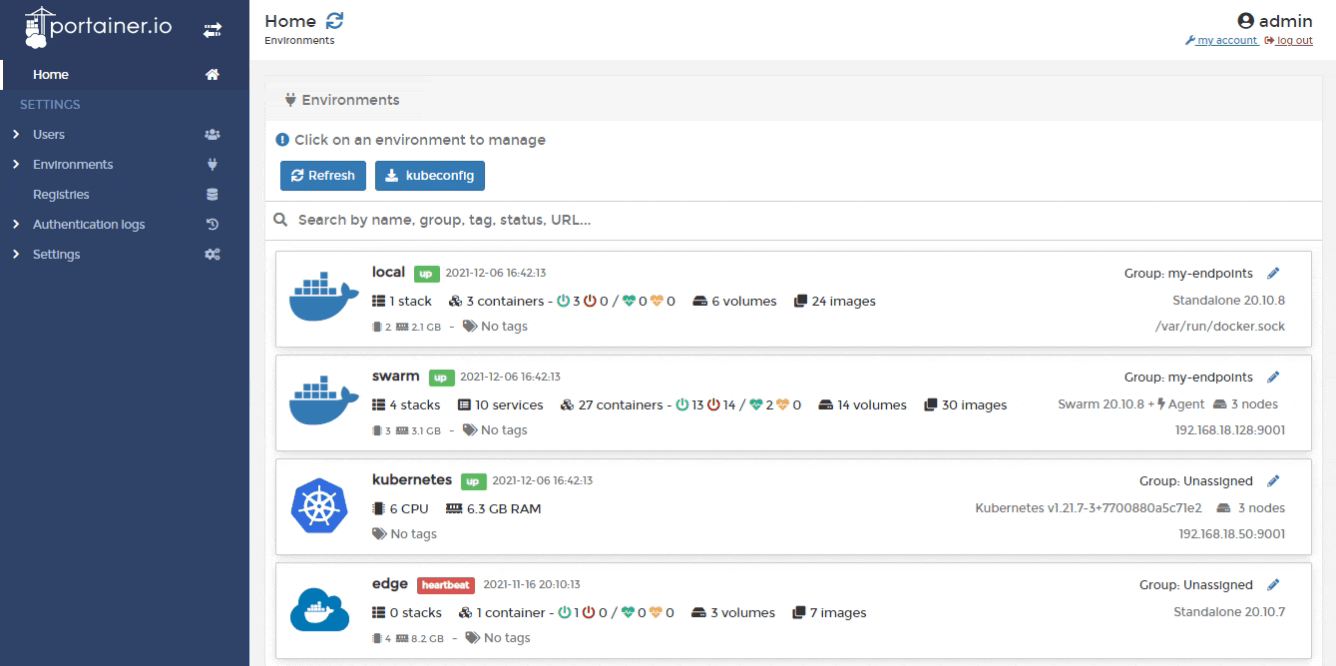 portainer.io
Home
SETTINGS
Users
Environments
Registries
Authentication logs
Settings
Home
Environments
admin
my account log out
Environments
Click on an environment to manage
Refresh kubeconfig
Search by name, group, tag, status, URL...
local up 2021-12-06 16:42:13 Group: my-endpoints
1 stack 3 containers - 3 0 / 0 0 6 volumes 24 images Standalone 20.10.8
2 2.1 GB - No tags /var/run/docker.sock
swarm up 2021-12-06 16:42:13 Group: my-endpoints
4 stacks 10 services 27 containers - 13 14 / 2 0 14 volumes 30 images Swarm 20.10.8 + Agent 3 nodes
3 3.1 GB - No tags 192.168.18.128:9001
kubernetes up 2021-12-06 16:42:13 Group: Unassigned
6 CPU 6.3 GB RAM Kubernetes v1.21.7-3+7700880a5c71e2 3 nodes
No tags 192.168.18.50:9001
edge heartbeat 2021-11-16 20:10:13 Group: Unassigned
0 stacks 1 container - 1 0 / 0 0 3 volumes 7 images Standalone 20.10.7
4 8.2 GB - No tags